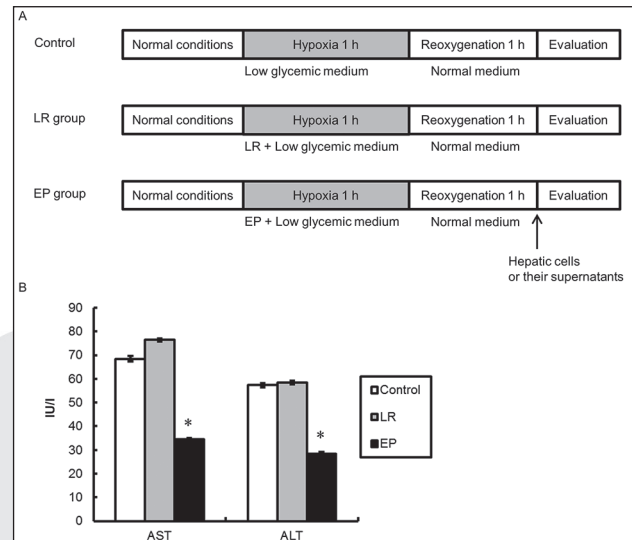 A
Control
Normal conditions Hypoxia 1 h Reoxygenation 1 h Evaluation
Low glycemic medium Normal medium
LR group
Normal conditions Hypoxia 1 h Reoxygenation 1 h Evaluation
LR + Low glycemic medium Normal medium
EP group
Normal conditions Hypoxia 1 h Reoxygenation 1 h Evaluation
EP + Low glycemic medium Normal medium
Hepatic cells
or their supernatants
B
90
80
70
60
50
40
30
20
10
0
IU/l
*
*
AST ALT
Control
LR
EP